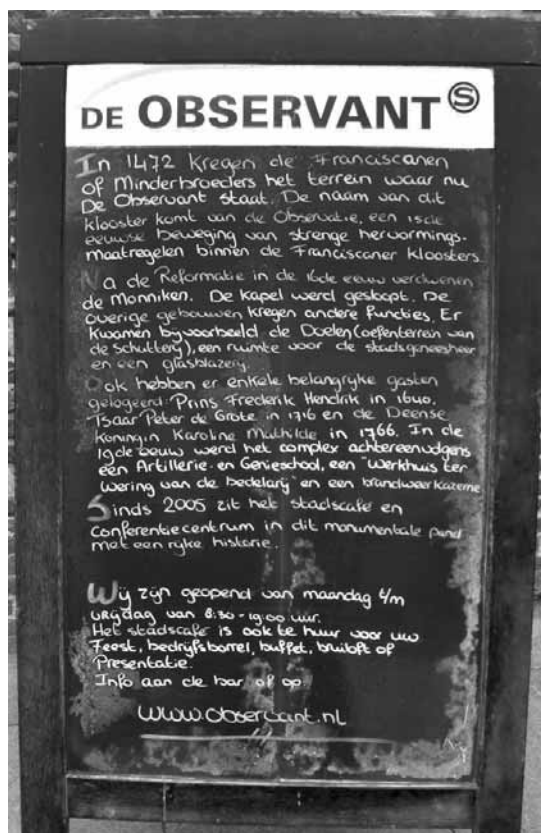 DE OBSERVANT S
In 1472 kregen de Franciscanen
of Minderbroeders het terrein waar nu
De Observant staat. De naam van dit
klooster komt van de Observatie, een 15de
eeuwse beweging van strenge hervormings-
maatregelen binnen de Franciscaner kloosters.
Na de Reformatie in de 16de eeuw verdwenen
de Monniken. De kapel werd gesloopt. De
overige gebouwen kregen andere functies. Er
kwamen bijvoorbeeld de Doelen (oefenterrein van
de Schutterij), een ruimte voor de stadsgeneesheer
en een glasblazerij.
Ook hebben er enkele belangrijke gasten
gelogeerd: Prins Frederik Hendrik in 1640,
Tsaar Peter de Grote in 1716 en de Deense
Koningin Karoline Mathilde in 1766. In de
19de eeuw werd het complex achtereenvolgens
een Artillerie- en Genieschool, een "Werkhuis ter
wering van de bedelarij" en een brandweerkazerne
Sinds 2005 zit het stadscafé en
Conferentiecentrum in dit monumentale pand
met een rijke historie.
Wij zijn geopend van maandag t/m
vrijdag van 8:30 - 19:00 uur.
Het stadscafé is ook te huur voor uw
Feest, bedrijfsborrel, buffet, bruiloft of
Presentatie.
Info aan de bar of op:
www.Observant.nl